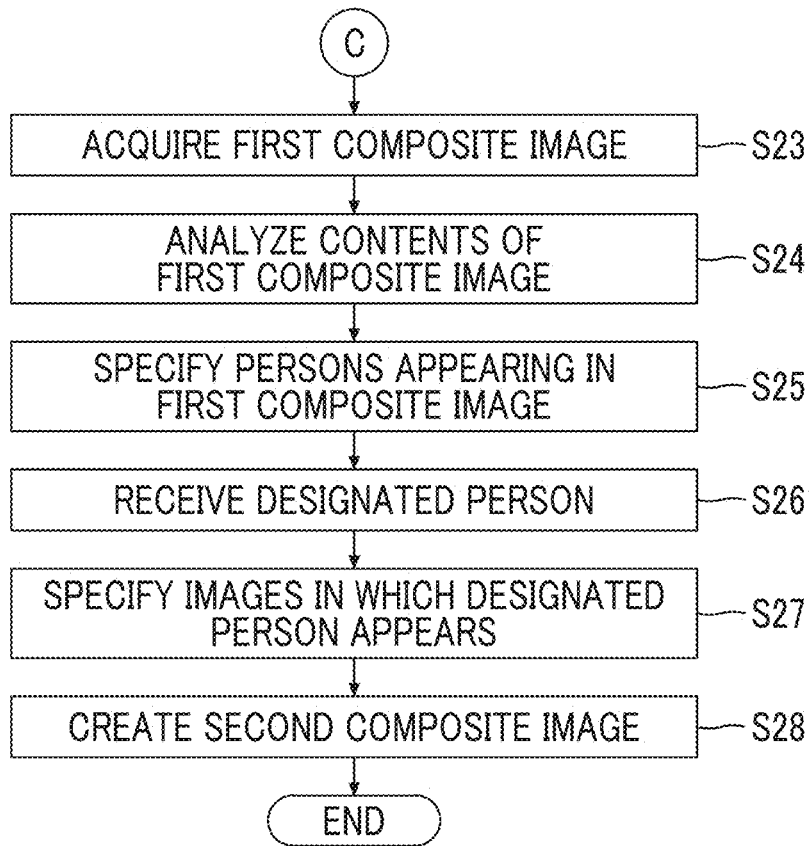 C
ACQUIRE FIRST COMPOSITE IMAGE S23
ANALYZE CONTENTS OF
FIRST COMPOSITE IMAGE S24
SPECIFY PERSONS APPEARING IN
FIRST COMPOSITE IMAGE S25
RECEIVE DESIGNATED PERSON S26
SPECIFY IMAGES IN WHICH DESIGNATED
PERSON APPEARS S27
CREATE SECOND COMPOSITE IMAGE S28
END